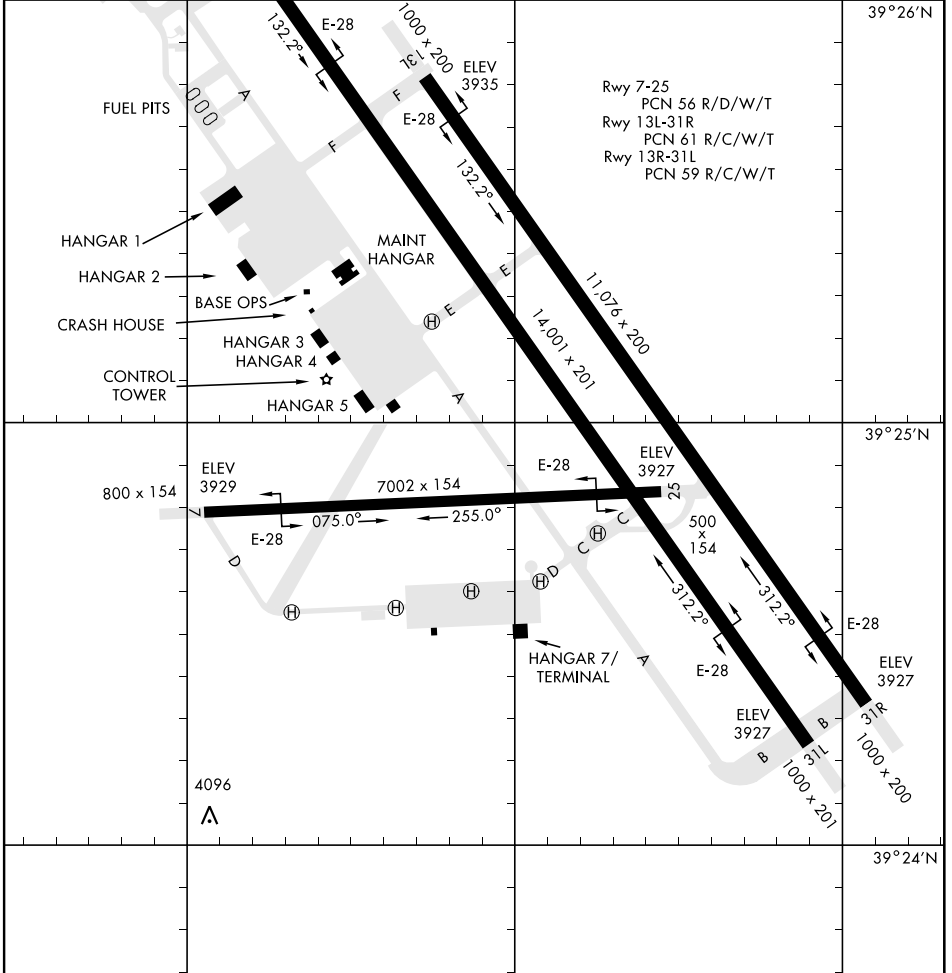 39°26'N
E-28
132.2°
1000 x 200
13L
ELEV
3935
Rwy 7-25
PCN 56 R/D/W/T
Rwy 13L-31R
PCN 61 R/C/W/T
Rwy 13R-31L
PCN 59 R/C/W/T
FUEL PITS
A
F
F
E-28
132.2°
HANGAR 1
MAINT
HANGAR
HANGAR 2
E
BASE OPS
H
E
11,076 x 200
CRASH HOUSE
14,001 x 201
HANGAR 3
HANGAR 4
CONTROL
TOWER
HANGAR 5
A
39°25'N
ELEV
3929
ELEV
3927
E-28
800 x 154
7002 x 154
25
7
E-28
075.0°
255.0°
C
500
x
154
H
C
D
D
H
H
H
H
312.2°
312.2°
E-28
HANGAR 7/
TERMINAL
A
E-28
ELEV
3927
ELEV
3927
31R
B
B
31L
1000 x 200
1000 x 201
4096
39°24'N